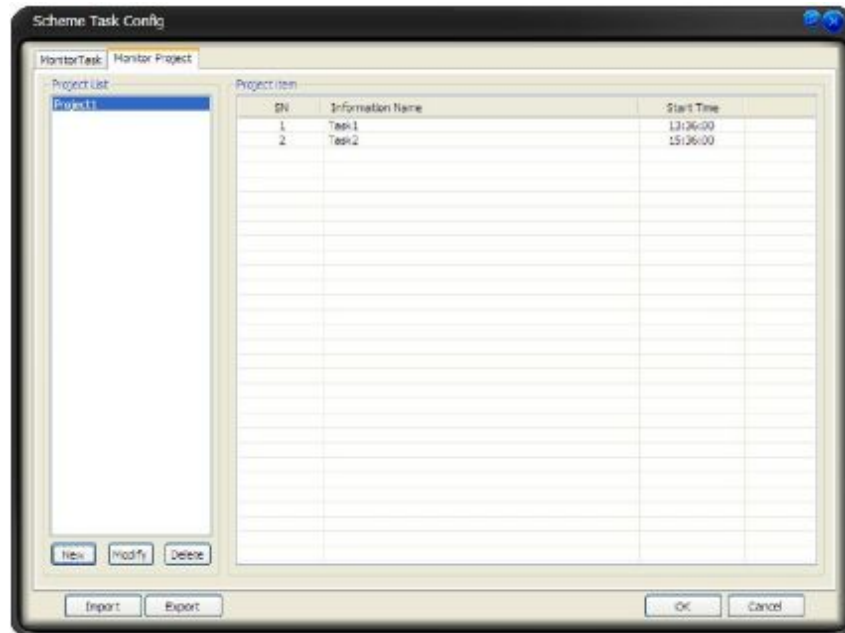 Scheme Task Config
MonitorTask Monitor Project
Project List Project item
Project1
SN Information Name Start Time
1 Task1 13:36:00
2 Task2 15:36:00
New Modify Delete
Import Export OK Cancel